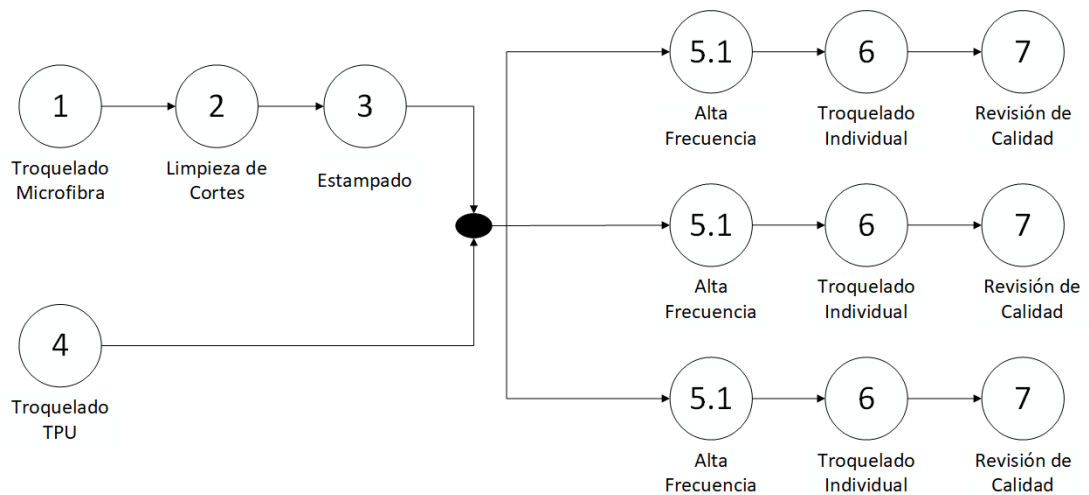 1
Troquelado
Microfibra
2
Limpieza de
Cortes
3
Estampado
4
Troquelado
TPU
5.1
Alta
Frecuencia
6
Troquelado
Individual
7
Revisión de
Calidad
5.1
Alta
Frecuencia
6
Troquelado
Individual
7
Revisión de
Calidad
5.1
Alta
Frecuencia
6
Troquelado
Individual
7
Revisión de
Calidad